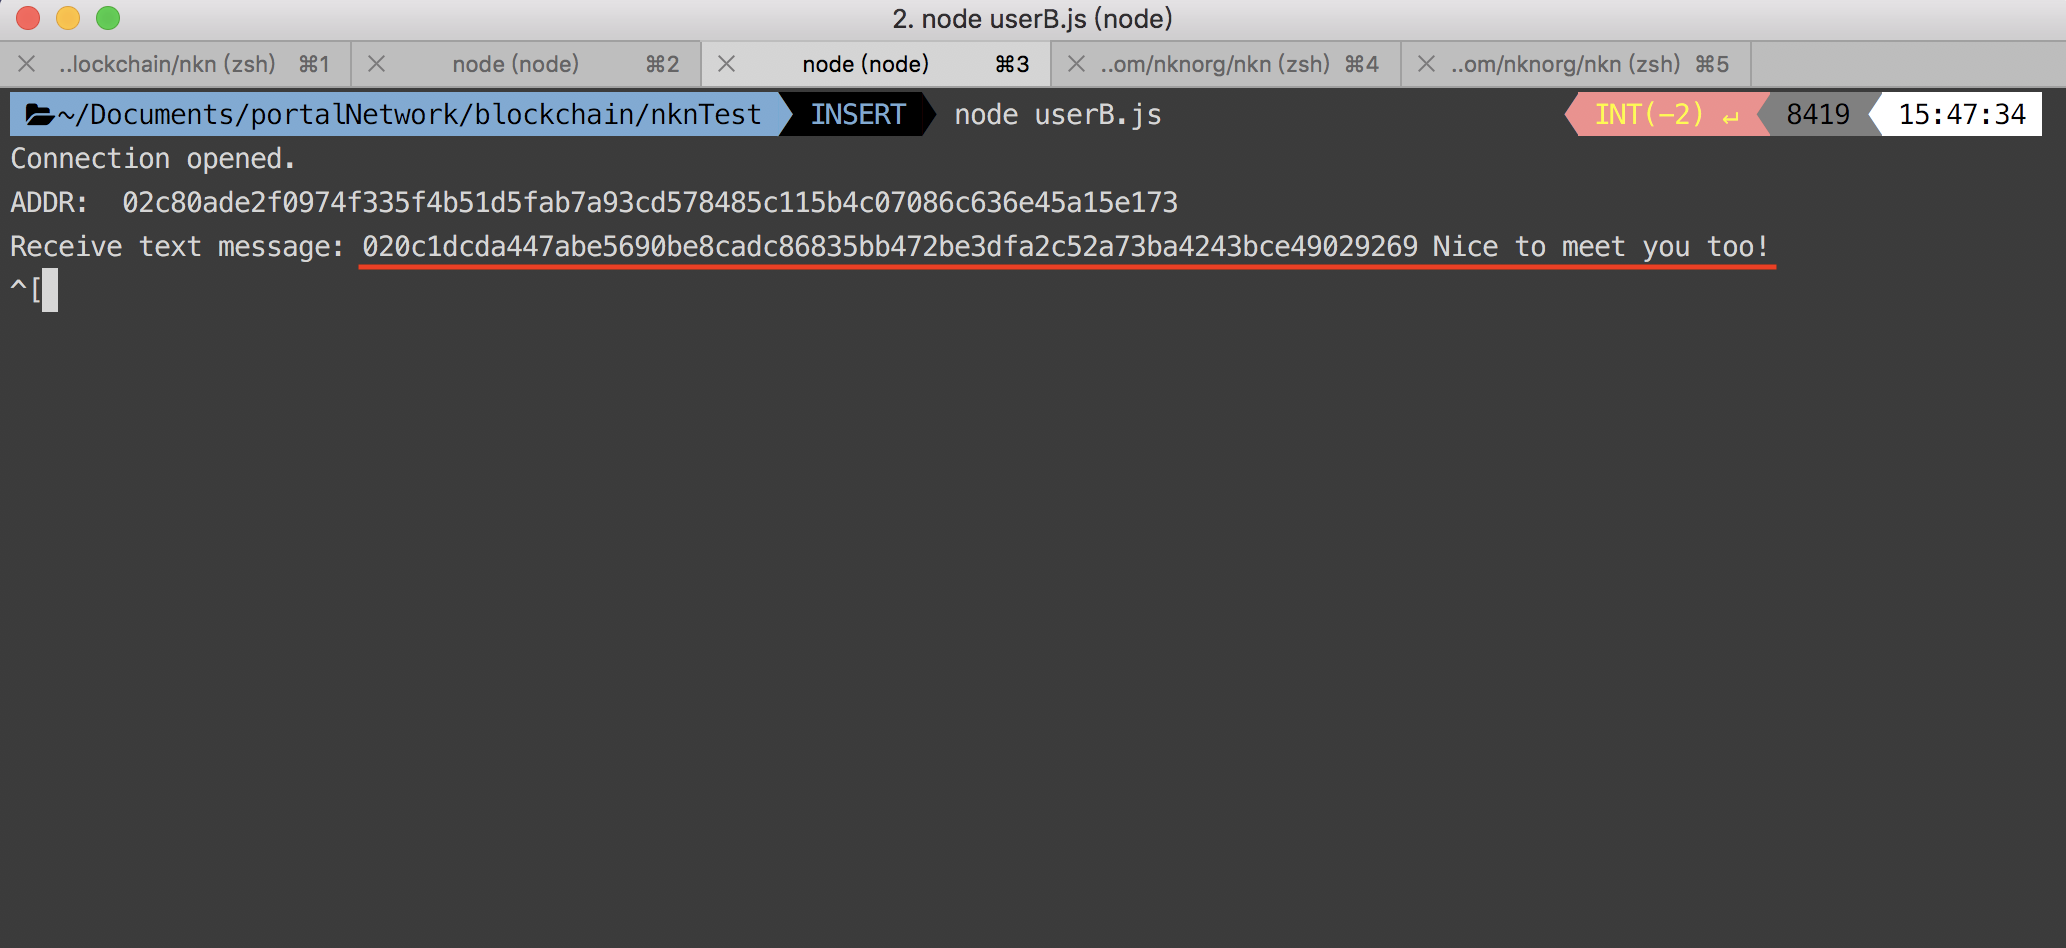 2. node userB.js (node)
..lockchain/nkn (zsh) ⌘1 node (node) ⌘2 node (node) ⌘3 ..om/nknorg/nkn (zsh) ⌘4 ..om/nknorg/nkn (zsh) ⌘5
~/Documents/portalNetwork/blockchain/nknTest INSERT node userB.js INT(-2) ↵ 8419 15:47:34
Connection opened.
ADDR: 02c80ade2f0974f335f4b51d5fab7a93cd578485c115b4c07086c636e45a15e173
Receive text message: 020c1dcda447abe5690be8cadc86835bb472be3dfa2c52a73ba4243bce49029269 Nice to meet you too!
^[